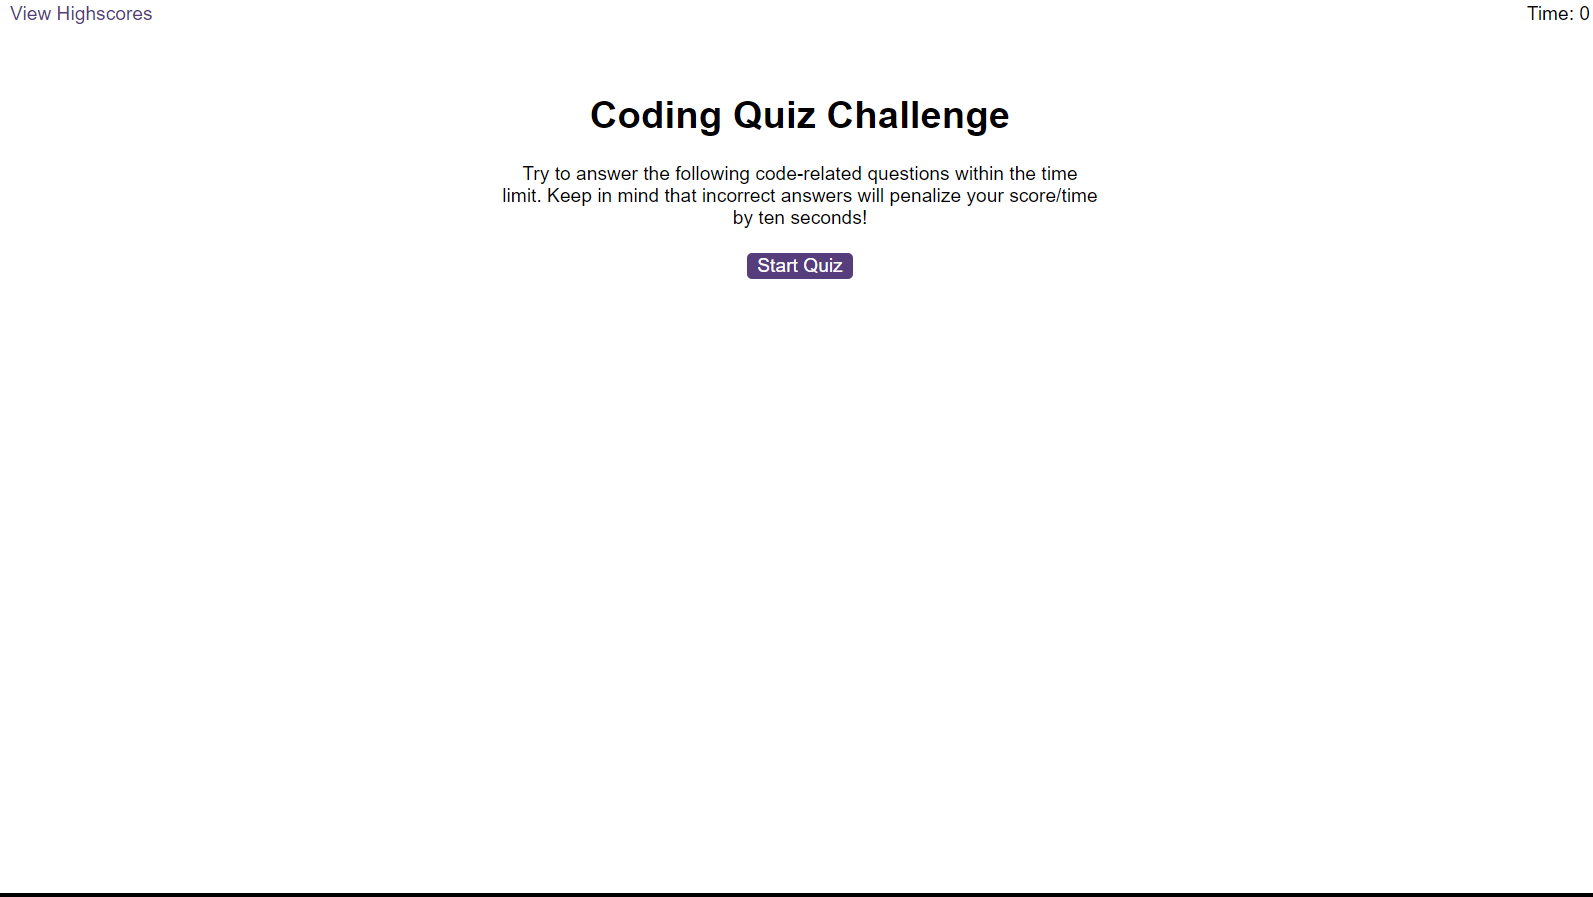 View Highscores
Time: 0
Coding Quiz Challenge
Try to answer the following code-related questions within the time
limit. Keep in mind that incorrect answers will penalize your score/time
by ten seconds!
Start Quiz